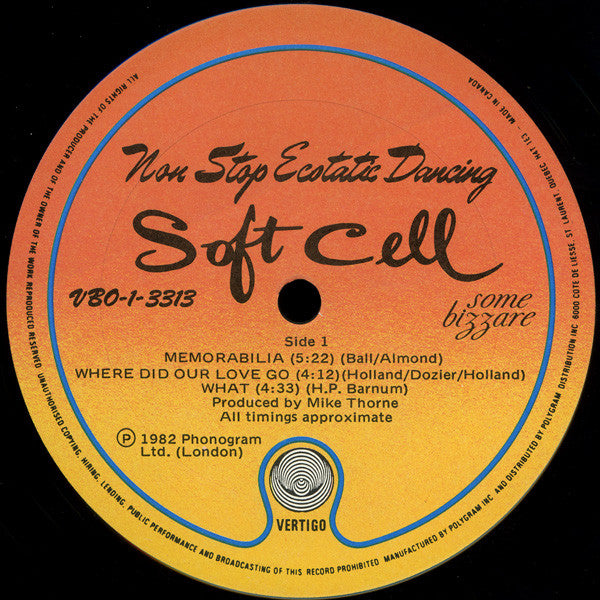 Non Stop Ecstatic Dancing
Soft Cell
VBO-1-3313
some
bizzare
Side 1
MEMORABILIA (5:22) (Ball/Almond)
WHERE DID OUR LOVE GO (4:12)(Holland/Dozier/Holland)
WHAT (4:33) (H.P. Barnum)
Produced by Mike Thorne
All timings approximate
P 1982 Phonogram
Ltd. (London)
VERTIGO
ALL RIGHTS OF THE PRODUCER AND OF THE OWNER OF THE WORK REPRODUCED RESERVED. UNAUTHORISED COPYING, HIRING, LENDING, PUBLIC PERFORMANCE AND BROADCASTING OF THIS RECORD PROHIBITED MANUFACTURED BY POLYGRAM INC. AND DISTRIBUTED BY POLYGRAM DISTRIBUTION INC. 6000 COTE DE LIESSE, ST. LAURENT, QUEBEC H4T 1E3 - MADE IN CANADA